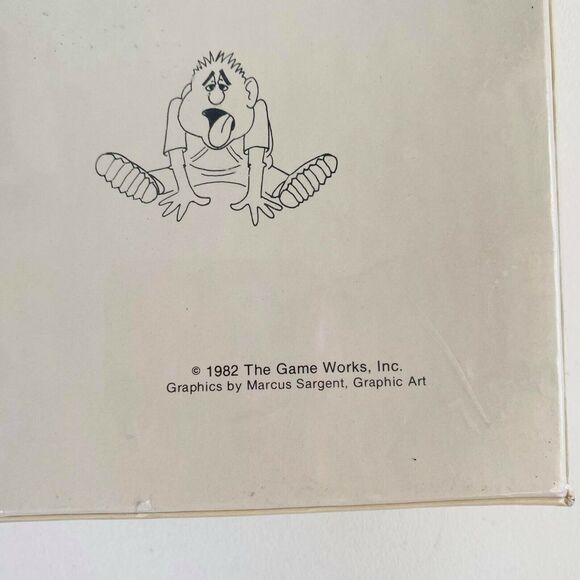 © 1982 The Game Works, Inc.
Graphics by Marcus Sargent, Graphic Art